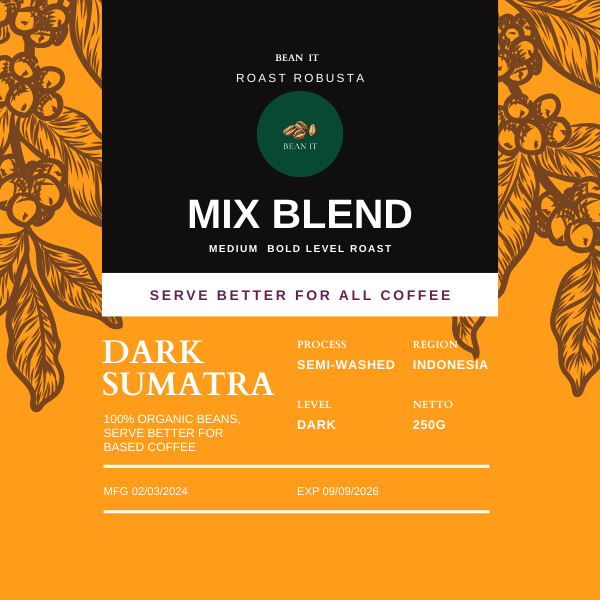 BEAN IT
ROAST ROBUSTA
BEAN IT
MIX BLEND
MEDIUM BOLD LEVEL ROAST
SERVE BETTER FOR ALL COFFEE
DARK
SUMATRA
100% ORGANIC BEANS,
SERVE BETTER FOR
BASED COFFEE
PROCESS
SEMI-WASHED
REGION
INDONESIA
LEVEL
DARK
NETTO
250G
MFG 02/03/2024
EXP 09/09/2026